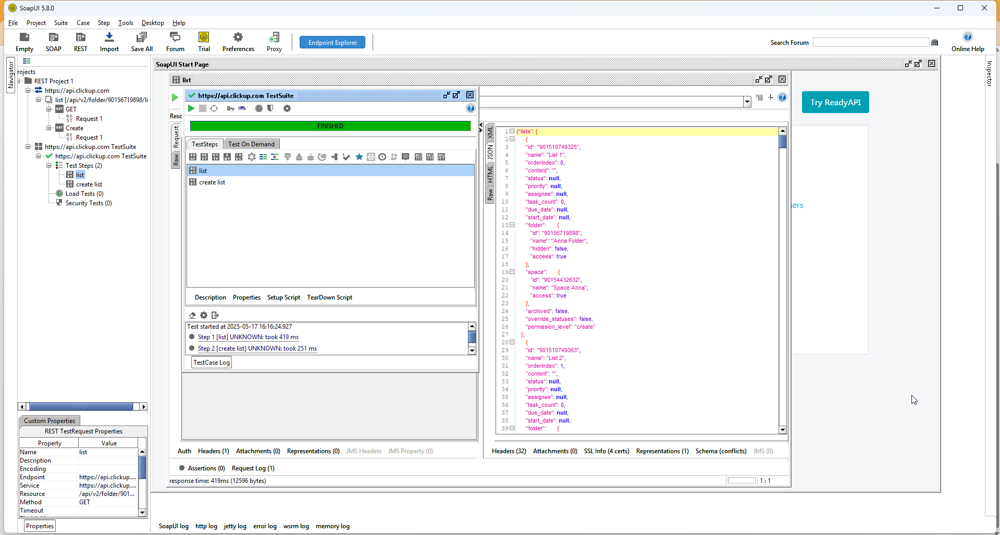 SoapUI 5.8.0
File Project Suite Case Step Tools Desktop Help
Empty SOAP REST Import Save All Forum Trial Preferences Proxy Endpoint Explorer Search Forum Online Help
Navigator
rojects
REST Project 1
https://api.clickup.com
list [/api/v2/folder/90156719898/li
GET GET
REST Request 1
GET Create
REST Request 1
https://api.clickup.com TestSuite
https://api.clickup.com TestSuite
Test Steps (2)
REST list
REST create list
Load Tests (0)
Security Tests (0)
Custom Properties
REST TestRequest Properties
Property Value
Name list
Description
Encoding
Endpoint https://api.clickup....
Service https://api.clickup....
Resource /api/v2/folder/901...
Method GET
Timeout
Properties
SoapUI Start Page
REST list
Resc
Request
Raw
https://api.clickup.com TestSuite
URL
FINISHED
TestSteps Test On Demand
REST list
REST create list
Description Properties Setup Script TearDown Script
Test started at 2025-05-17 16:16:24.927
Step 1 [list] UNKNOWN: took 419 ms
Step 2 [create list] UNKNOWN: took 251 ms
TestCase Log
Auth Headers (1) Attachments (0) Representations (0) JMS Headers JMS Property (0)
XML
JSON
HTML
Raw
1 {"lists": [
2 {
3 "id": "901510749325",
4 "name": "List 1",
5 "orderindex": 0,
6 "content": "",
7 "status": null,
8 "priority": null,
9 "assignee": null,
10 "task_count": 0,
11 "due_date": null,
12 "start_date": null,
13 "folder": {
14 "id": "90156719898",
15 "name": "Anna Folder",
16 "hidden": false,
17 "access": true
18 },
19 "space": {
20 "id": "90154432632",
21 "name": "Space Anna",
22 "access": true
23 },
24 "archived": false,
25 "override_statuses": false,
26 "permission_level": "create"
27 },
28 {
29 "id": "901510749363",
30 "name": "List 2",
31 "orderindex": 1,
32 "content": "",
33 "status": null,
34 "priority": null,
35 "assignee": null,
36 "task_count": 0,
37 "due_date": null,
38 "start_date": null,
39 "folder": {
Headers (32) Attachments (0) SSL Info (4 certs) Representations (1) Schema (conflicts) JMS (0)
Assertions (0) Request Log (1)
response time: 419ms (12596 bytes) 1 : 1
Try ReadyAPI
ners
Inspector
SoapUI log http log jetty log error log wsrm log memory log